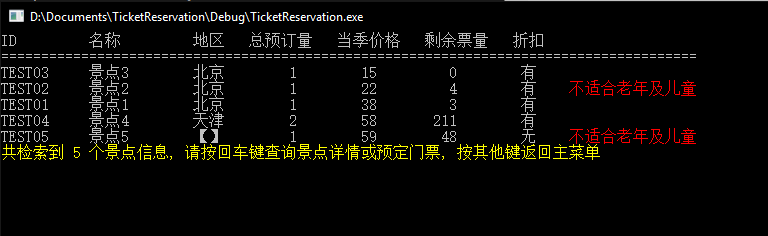 D:\Documents\TicketReservation\Debug\TicketReservation.exe
ID 名称 地区 总预订量 当季价格 剩余票量 折扣
===============================================================================
TEST03 景点3 北京 1 15 0 有
TEST02 景点2 北京 1 22 4 有 不适合老年及儿童
TEST01 景点1 北京 1 38 3 有
TEST04 景点4 天津 2 58 211 有
TEST05 景点5 【】 1 59 48 无 不适合老年及儿童
共检索到 5 个景点信息, 请按回车键查询景点详情或预定门票, 按其他键返回主菜单